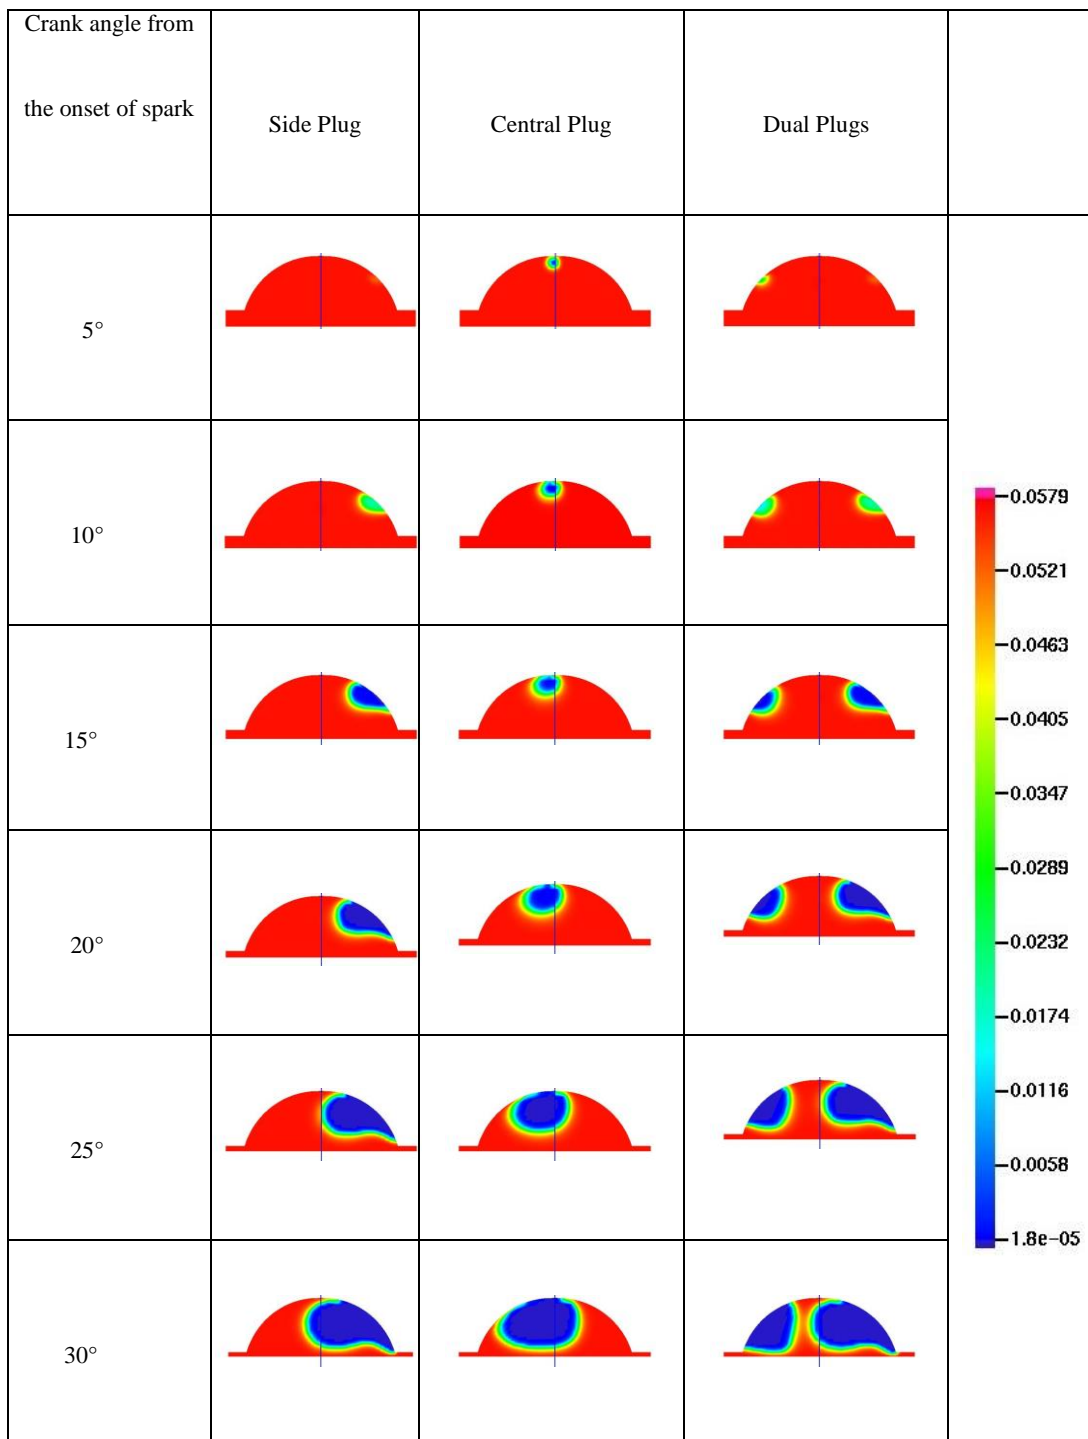 Crank angle from
the onset of spark
Side Plug
Central Plug
Dual Plugs
5°
10°
15°
20°
25°
30°
0.0579
0.0521
0.0463
0.0405
0.0347
0.0289
0.0232
0.0174
0.0116
0.0058
1.8e-05